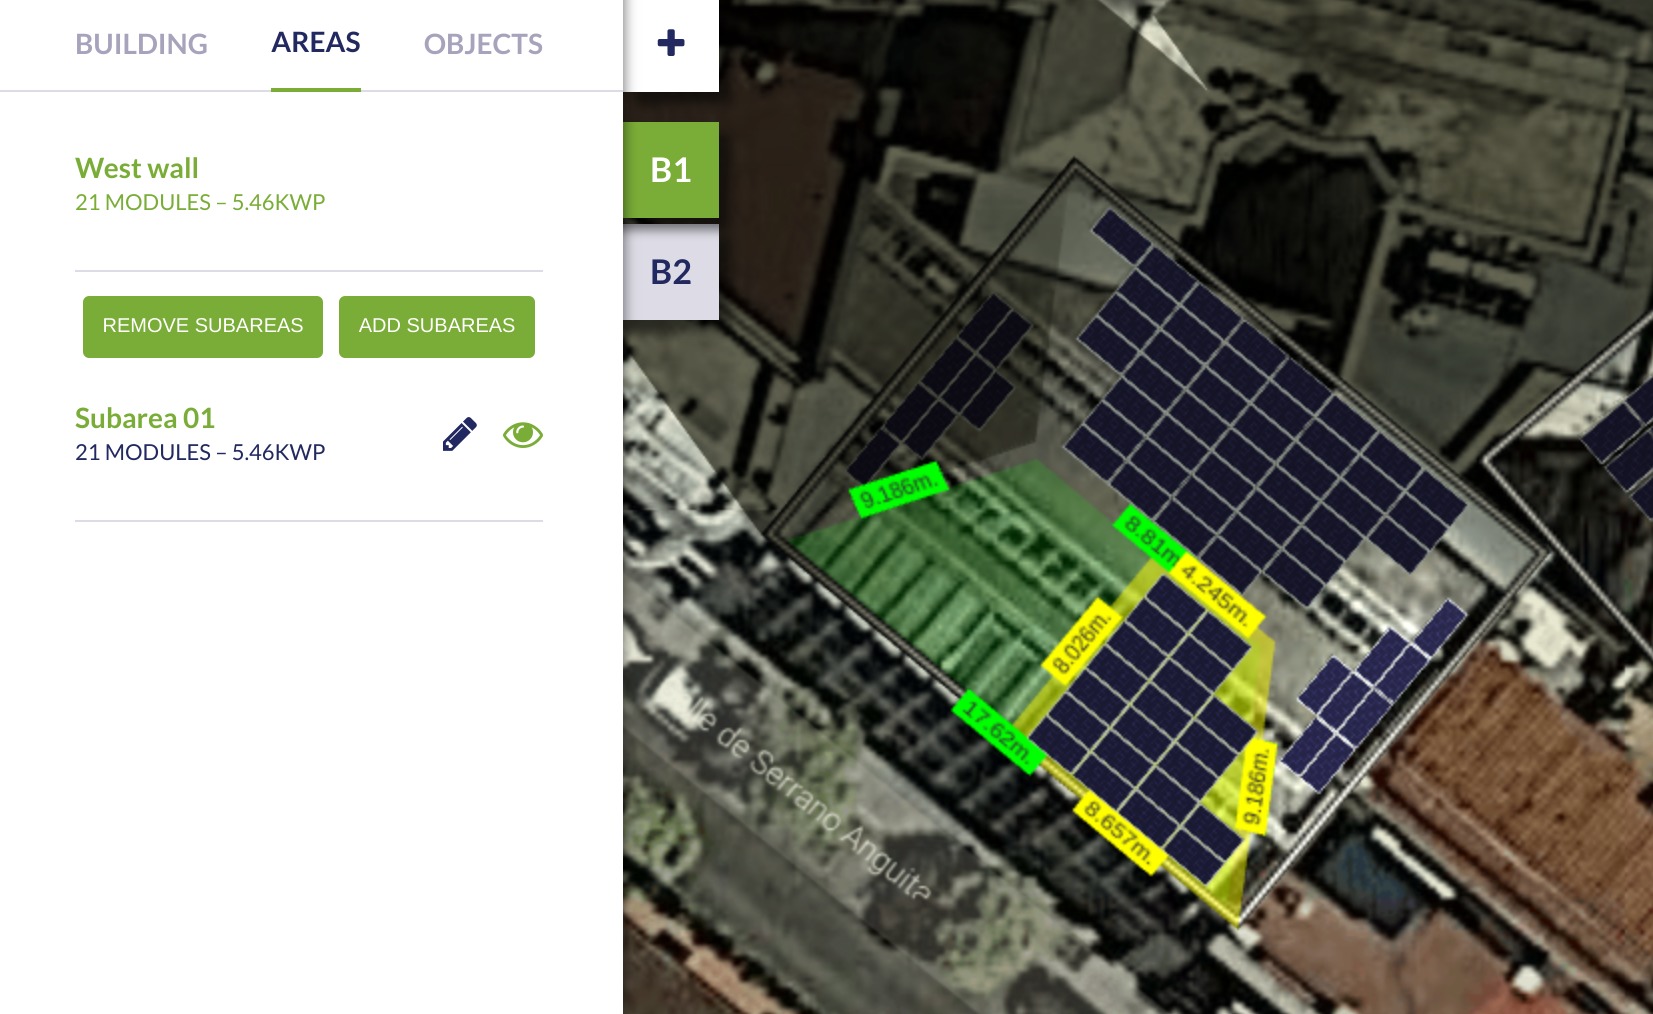 BUILDING
AREAS
OBJECTS
West wall
21 MODULES – 5.46KWP
REMOVE SUBAREAS
ADD SUBAREAS
Subarea 01
21 MODULES – 5.46KWP
B1
B2
9.186m.
8.81m
4.245m.
8.026m.
17.62m.
9.186m.
8.657m.
de Serrano Anguita